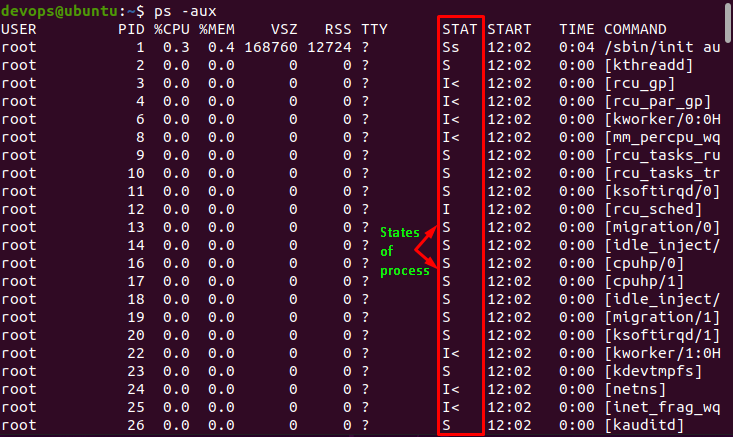 devops@ubuntu:~$ ps -aux
USER PID %CPU %MEM VSZ RSS TTY STAT START TIME COMMAND
root 1 0.3 0.4 168760 12724 ? Ss 12:02 0:04 /sbin/init au
root 2 0.0 0.0 0 0 ? S 12:02 0:00 [kthreadd]
root 3 0.0 0.0 0 0 ? I< 12:02 0:00 [rcu_gp]
root 4 0.0 0.0 0 0 ? I< 12:02 0:00 [rcu_par_gp]
root 6 0.0 0.0 0 0 ? I< 12:02 0:00 [kworker/0:0H
root 8 0.0 0.0 0 0 ? I< 12:02 0:00 [mm_percpu_wq
root 9 0.0 0.0 0 0 ? S 12:02 0:00 [rcu_tasks_ru
root 10 0.0 0.0 0 0 ? S 12:02 0:00 [rcu_tasks_tr
root 11 0.0 0.0 0 0 ? S 12:02 0:00 [ksoftirqd/0]
root 12 0.0 0.0 0 0 ? I 12:02 0:00 [rcu_sched]
root 13 0.0 0.0 0 0 ? S 12:02 0:00 [migration/0]
root 14 0.0 0.0 0 0 ? S 12:02 0:00 [idle_inject/
root 16 0.0 0.0 0 0 ? S 12:02 0:00 [cpuhp/0]
root 17 0.0 0.0 0 0 ? S 12:02 0:00 [cpuhp/1]
root 18 0.0 0.0 0 0 ? S 12:02 0:00 [idle_inject/
root 19 0.0 0.0 0 0 ? S 12:02 0:00 [migration/1]
root 20 0.0 0.0 0 0 ? S 12:02 0:00 [ksoftirqd/1]
root 22 0.0 0.0 0 0 ? I< 12:02 0:00 [kworker/1:0H
root 23 0.0 0.0 0 0 ? S 12:02 0:00 [kdevtmpfs]
root 24 0.0 0.0 0 0 ? I< 12:02 0:00 [netns]
root 25 0.0 0.0 0 0 ? I< 12:02 0:00 [inet_frag_wq
root 26 0.0 0.0 0 0 ? S 12:02 0:00 [kauditd]
States
of
process